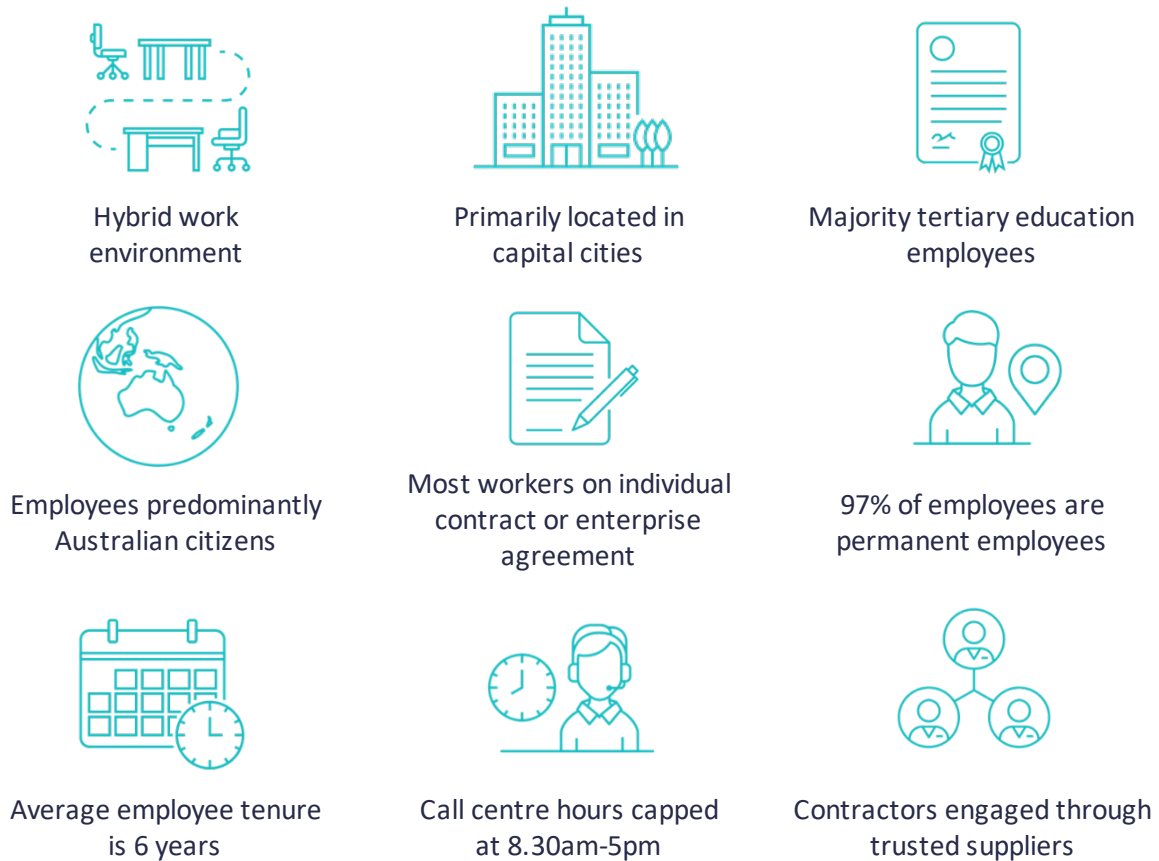 Hybrid work
environment
Primarily located in
capital cities
Majority tertiary education
employees
Employees predominantly
Australian citizens
Most workers on individual
contract or enterprise
agreement
97% of employees are
permanent employees
Average employee tenure
is 6 years
Call centre hours capped
at 8.30am-5pm
Contractors engaged through
trusted suppliers